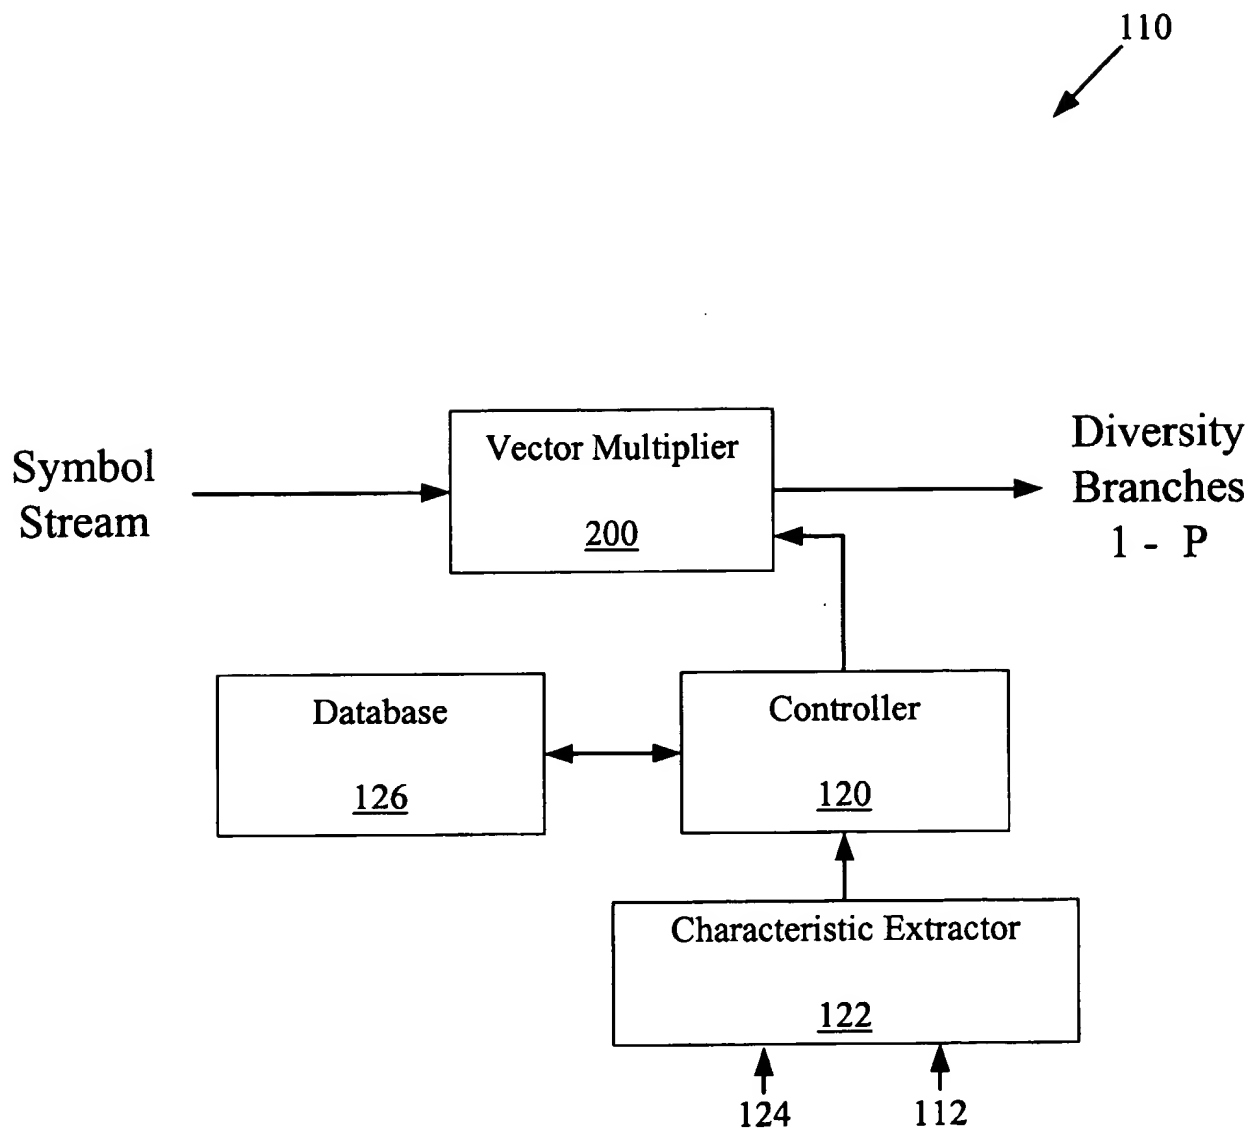 110
Symbol
Stream
Vector Multiplier
200
Diversity
Branches
1 - P
Database
126
Controller
120
Characteristic Extractor
122
124
112